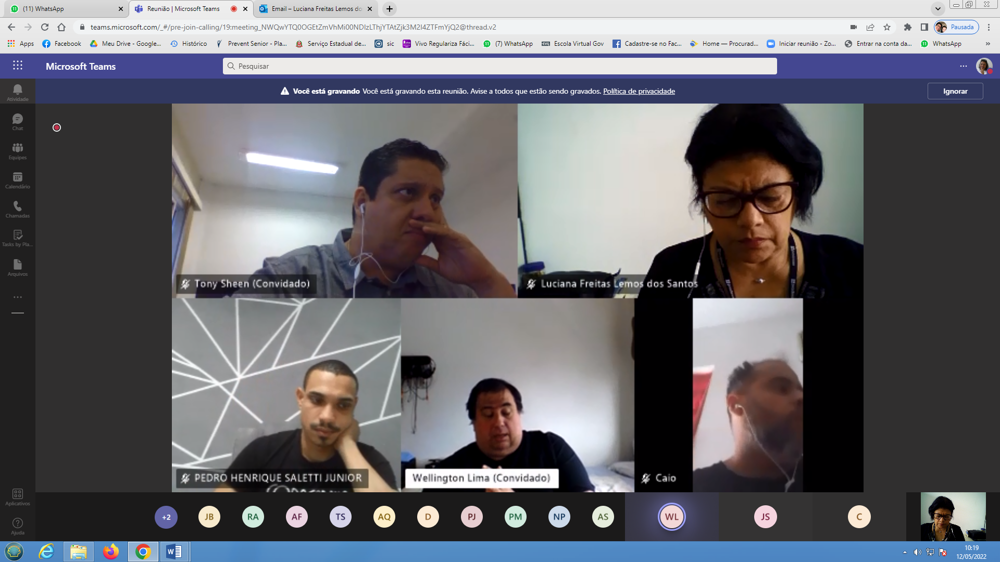 (11) WhatsApp
Reunião | Microsoft Teams
Email – Luciana Freitas Lemos do
teams.microsoft.com/_#/pre-join-calling/19:meeting_NWQwYTQ0OGEtZmVhMi00NDIzLThjYTAtZjk3M2I4ZTFmYjQ2@thread.v2
Pausada
Apps
Facebook
Meu Drive - Google...
Histórico
Prevent Senior - Pla...
Serviço Estadual de...
sic
Vivo Regulariza Fáci...
(7) WhatsApp
Escola Virtual Gov
Cadastre-se no Fac...
Home — Procurad...
Iniciar reunião - Zo...
Entrar na conta da...
WhatsApp
Microsoft Teams
Pesquisar
Você está gravando Você está gravando esta reunião. Avise a todos que estão sendo gravados. Política de privacidade
Ignorar
Atividade
Chat
Equipes
Calendário
Chamadas
Tasks by Pla...
Arquivos
Aplicativos
Ajuda
Tony Sheen (Convidado)
Luciana Freitas Lemos dos Santos
PEDRO HENRIQUE SALETTI JUNIOR
Wellington Lima (Convidado)
Caio
+2
JB
RA
AF
TS
AQ
D
PJ
PM
NP
AS
WL
JS
C
10:19
12/05/2022